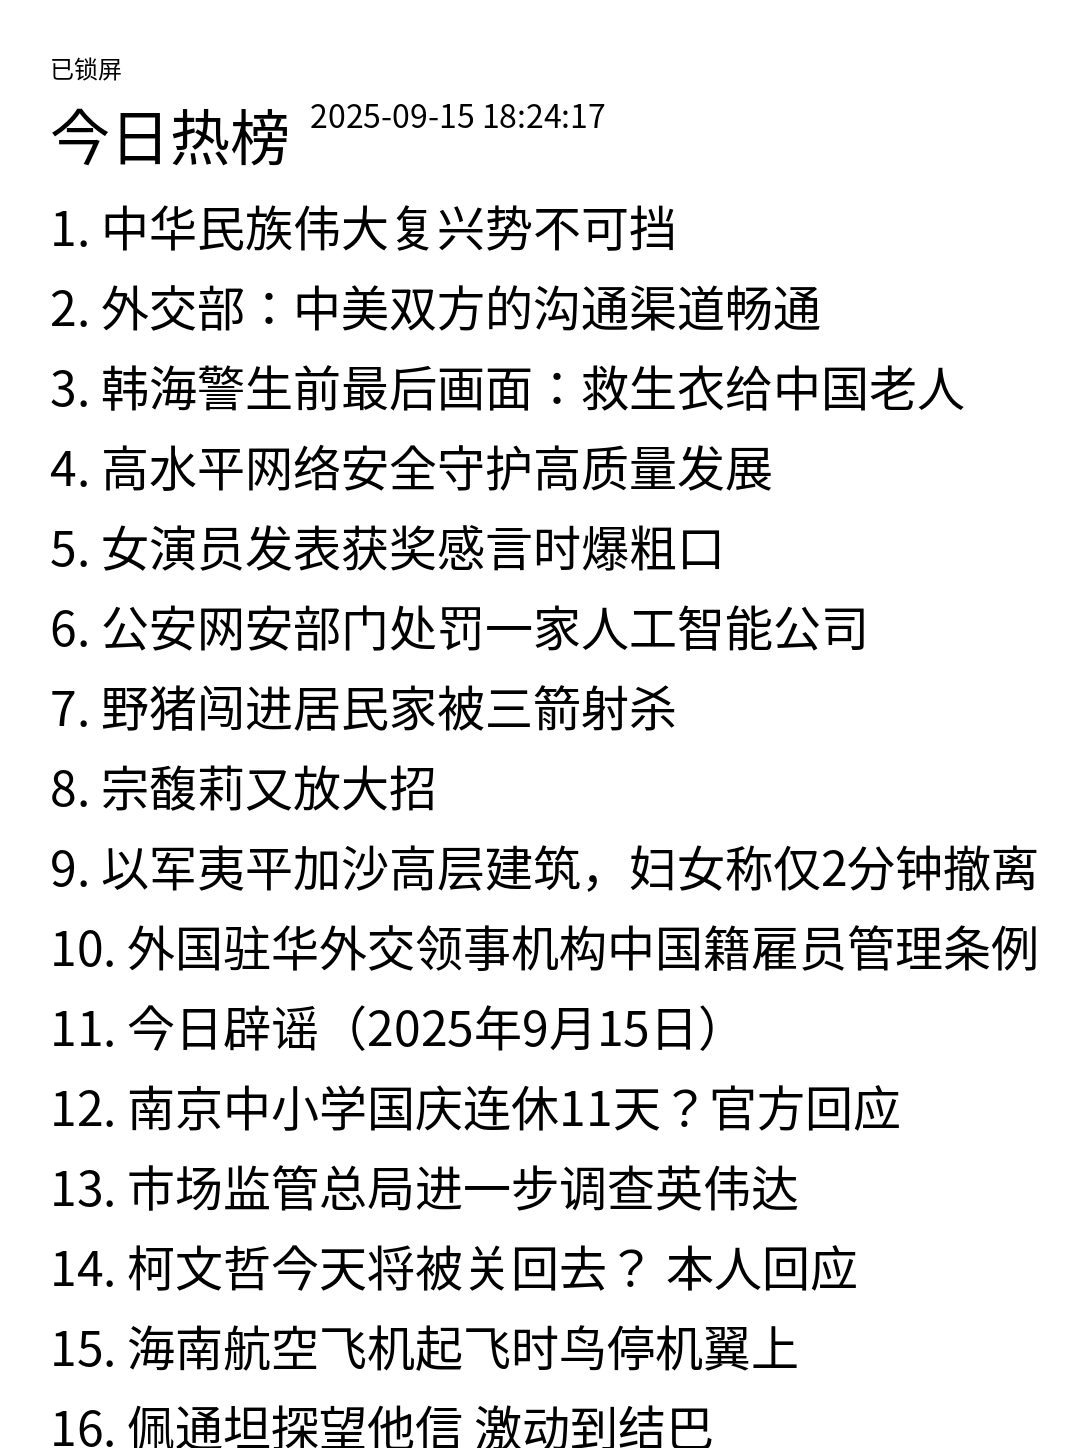 已锁屏
今日热榜 2025-09-15 18:24:17
1. 中华民族伟大复兴势不可挡
2. 外交部：中美双方的沟通渠道畅通
3. 韩海警生前最后画面：救生衣给中国老人
4. 高水平网络安全守护高质量发展
5. 女演员发表获奖感言时爆粗口
6. 公安网安部门处罚一家人工智能公司
7. 野猪闯进居民家被三箭射杀
8. 宗馥莉又放大招
9. 以军夷平加沙高层建筑，妇女称仅2分钟撤离
10. 外国驻华外交领事机构中国籍雇员管理条例
11. 今日辟谣（2025年9月15日）
12. 南京中小学国庆连休11天？官方回应
13. 市场监管总局进一步调查英伟达
14. 柯文哲今天将被关回去？ 本人回应
15. 海南航空飞机起飞时鸟停机翼上
16. 佩通坦探望他信 激动到结巴